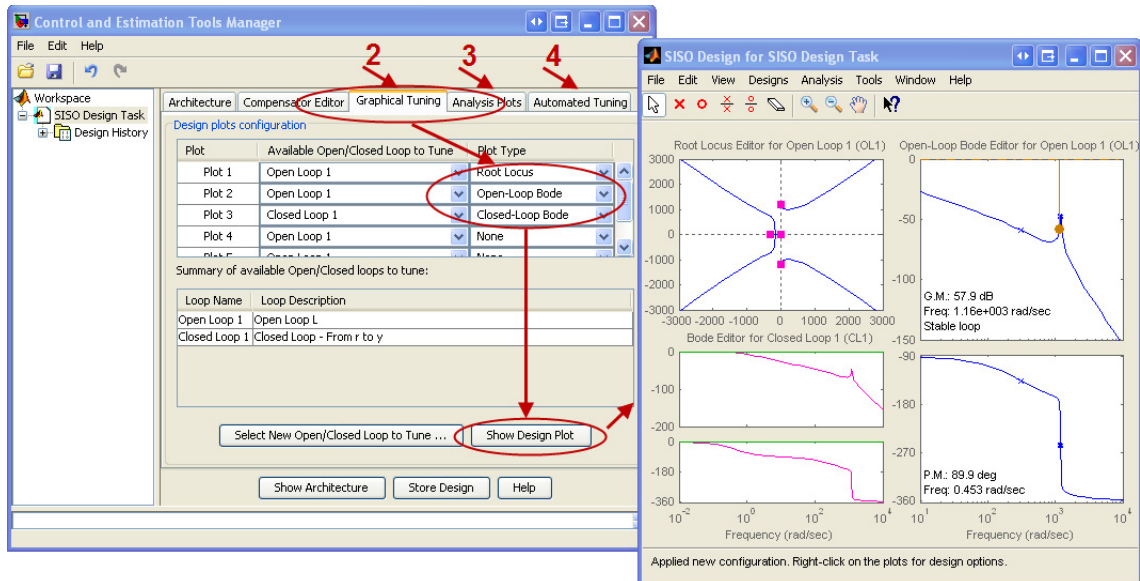 Control and Estimation Tools Manager
File Edit Help
2
3
4
Workspace
SISO Design Task
Design History
Architecture Compensator Editor Graphical Tuning Analysis Plots Automated Tuning
Design plots configuration
Plot Available Open/Closed Loop to Tune Plot Type
Plot 1 Open Loop 1 Root Locus
Plot 2 Open Loop 1 Open-Loop Bode
Plot 3 Closed Loop 1 Closed-Loop Bode
Plot 4 Open Loop 1 None
Summary of available Open/Closed loops to tune:
Loop Name Loop Description
Open Loop 1 Open Loop L
Closed Loop 1 Closed Loop - From r to y
Select New Open/Closed Loop to Tune ... Show Design Plot
Show Architecture Store Design Help
SISO Design for SISO Design Task
File Edit View Designs Analysis Tools Window Help
Root Locus Editor for Open Loop 1 (OL1)
3000
2000
1000
0
-1000
-2000
-3000
-3000 -2000 -1000 0 1000 2000 3000
Bode Editor for Closed Loop 1 (CL1)
0
-100
-200
0
-180
-360
10^-2 10^0 10^2 10^4
Frequency (rad/sec)
Open-Loop Bode Editor for Open Loop 1 (OL1)
0
-50
-100
-150
G.M.: 57.9 dB
Freq: 1.16e+003 rad/sec
Stable loop
-90
-180
-270
-360
P.M.: 89.9 deg
Freq: 0.453 rad/sec
10^1 10^2 10^3 10^4
Frequency (rad/sec)
Applied new configuration. Right-click on the plots for design options.